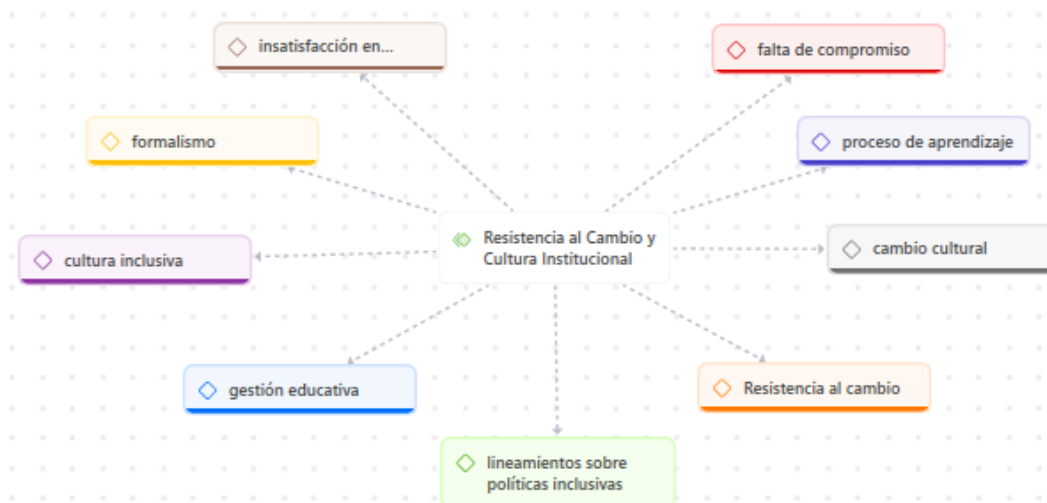 insatisfacción en...
falta de compromiso
formalismo
proceso de aprendizaje
Resistencia al Cambio y
Cultura Institucional
cultura inclusiva
cambio cultural
gestión educativa
Resistencia al cambio
lineamientos sobre
políticas inclusivas